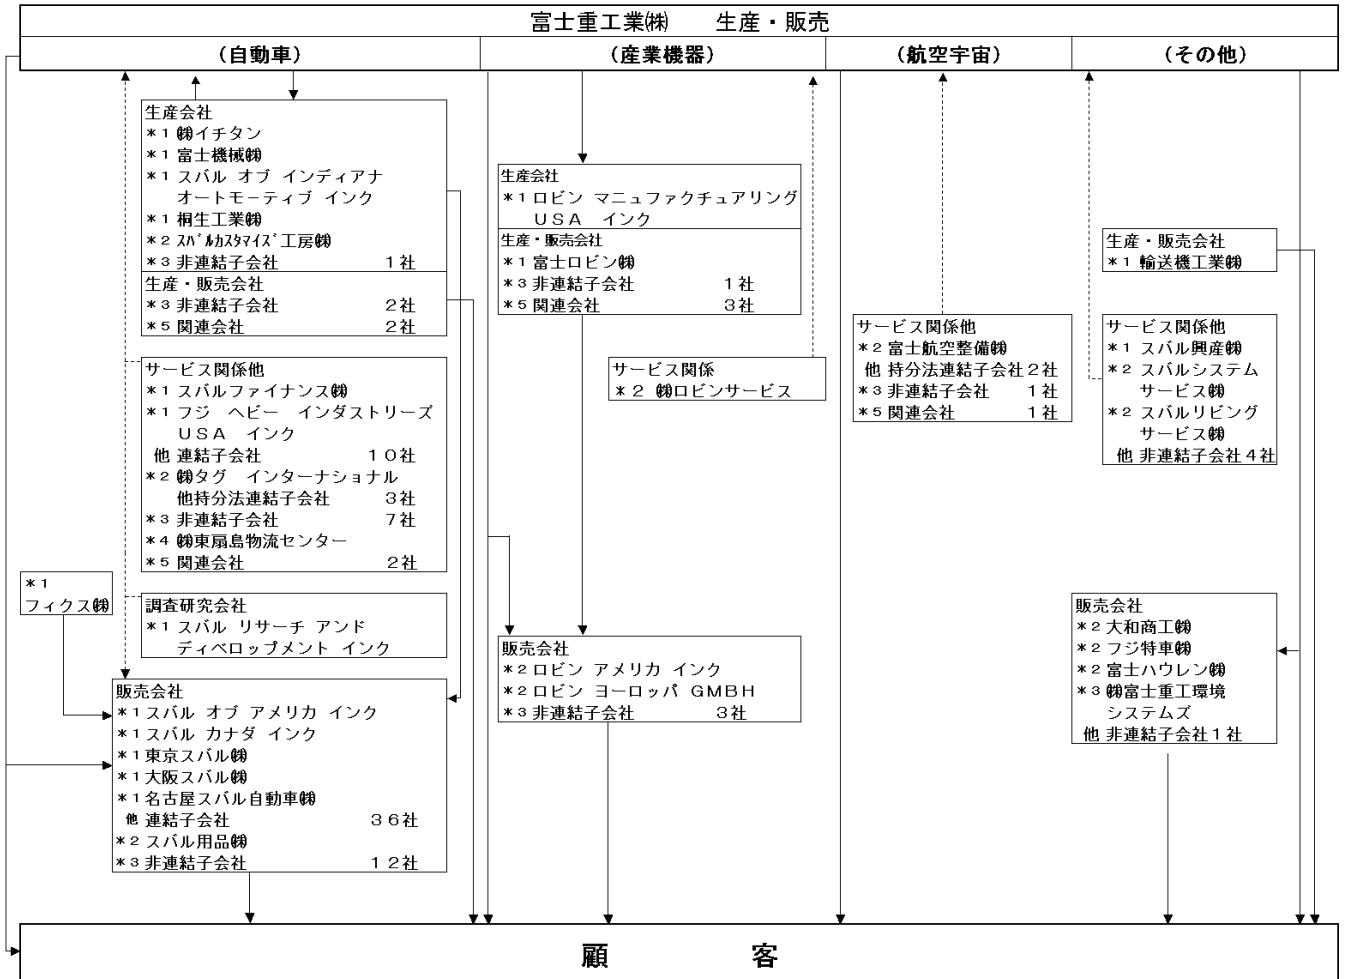 富士重工業㈱　　生産・販売
(自動車)
(産業機器)
(航空宇宙)
(その他)
生産会社
＊1 ㈱イチタン
＊1 富士機械㈱
＊1 スバル オブ インディアナ
オートモーティブ インク
＊1 桐生工業㈱
＊2 ｽﾊﾞﾙｶｽﾀﾏｲｽﾞ工房㈱
＊3 非連結子会社　　1社
生産・販売会社
＊3 非連結子会社　　2社
＊5 関連会社　　2社
サービス関係他
＊1 スバルファイナンス㈱
＊1 フジ　ヘビー　インダストリーズ
ＵＳＡ　インク
他 連結子会社　　10社
＊2 ㈱タグ　インターナショナル
他持分法連結子会社　　3社
＊3 非連結子会社　　7社
＊4 ㈱東扇島物流センター
＊5 関連会社　　2社
＊1
フィクス㈱
調査研究会社
＊1 スバル リサーチ アンド
ディベロップメント インク
販売会社
＊1 スバル オブ アメリカ インク
＊1 スバル カナダ インク
＊1 東京スバル㈱
＊1 大阪スバル㈱
＊1 名古屋スバル自動車㈱
他 連結子会社　　36社
＊2 スバル用品㈱
＊3 非連結子会社　　12社
生産会社
＊1 ロビン マニュファクチュアリング
ＵＳＡ　インク
生産・販売会社
＊1 富士ロビン㈱
＊3 非連結子会社　　1社
＊5 関連会社　　3社
サービス関係
＊2 ㈱ロビンサービス
販売会社
＊2 ロビン アメリカ インク
＊2 ロビン ヨーロッパ ＧＭＢＨ
＊3 非連結子会社　　3社
サービス関係他
＊2 富士航空整備㈱
他 持分法連結子会社2社
＊3 非連結子会社　　1社
＊5 関連会社　　1社
生産・販売会社
＊1 輸送機工業㈱
サービス関係他
＊1 スバル興産㈱
＊2 スバルシステム
サービス㈱
＊2 スバルリビング
サービス㈱
他 非連結子会社4社
販売会社
＊2 大和商工㈱
＊2 フジ特車㈱
＊2 富士ハウレン㈱
＊3 ㈱富士重工環境
システムズ
他 非連結子会社1社
顧　　客